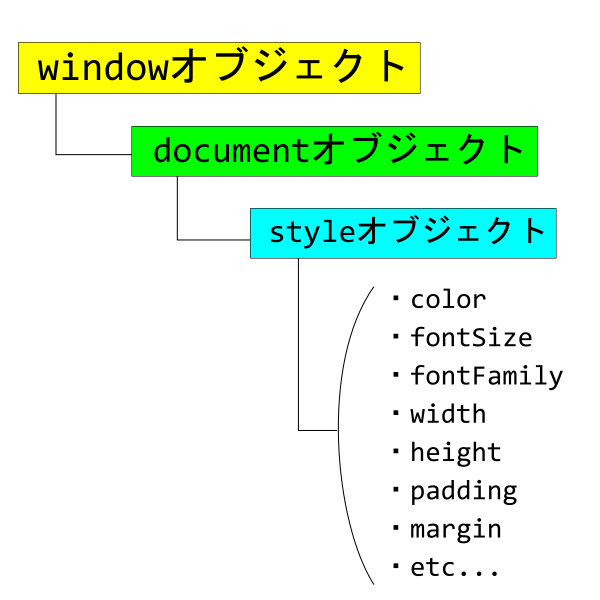 windowオブジェクト
documentオブジェクト
styleオブジェクト
・color
・fontSize
・fontFamily
・width
・height
・padding
・margin
・etc...